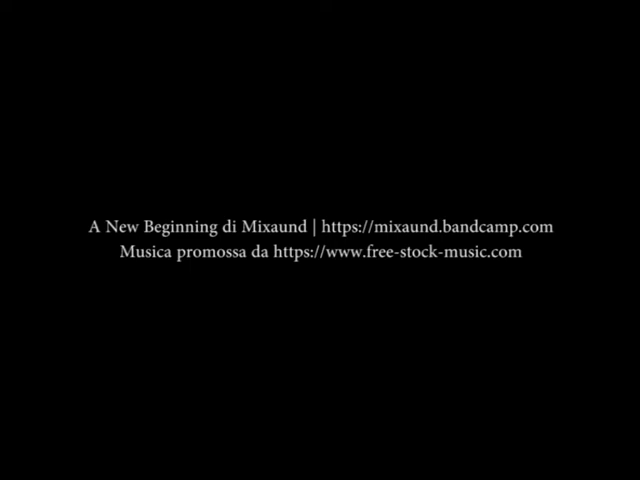 A New Beginning di Mixaund | https://mixaund.bandcamp.com
Musica promossa da https://www.free-stock-music.com